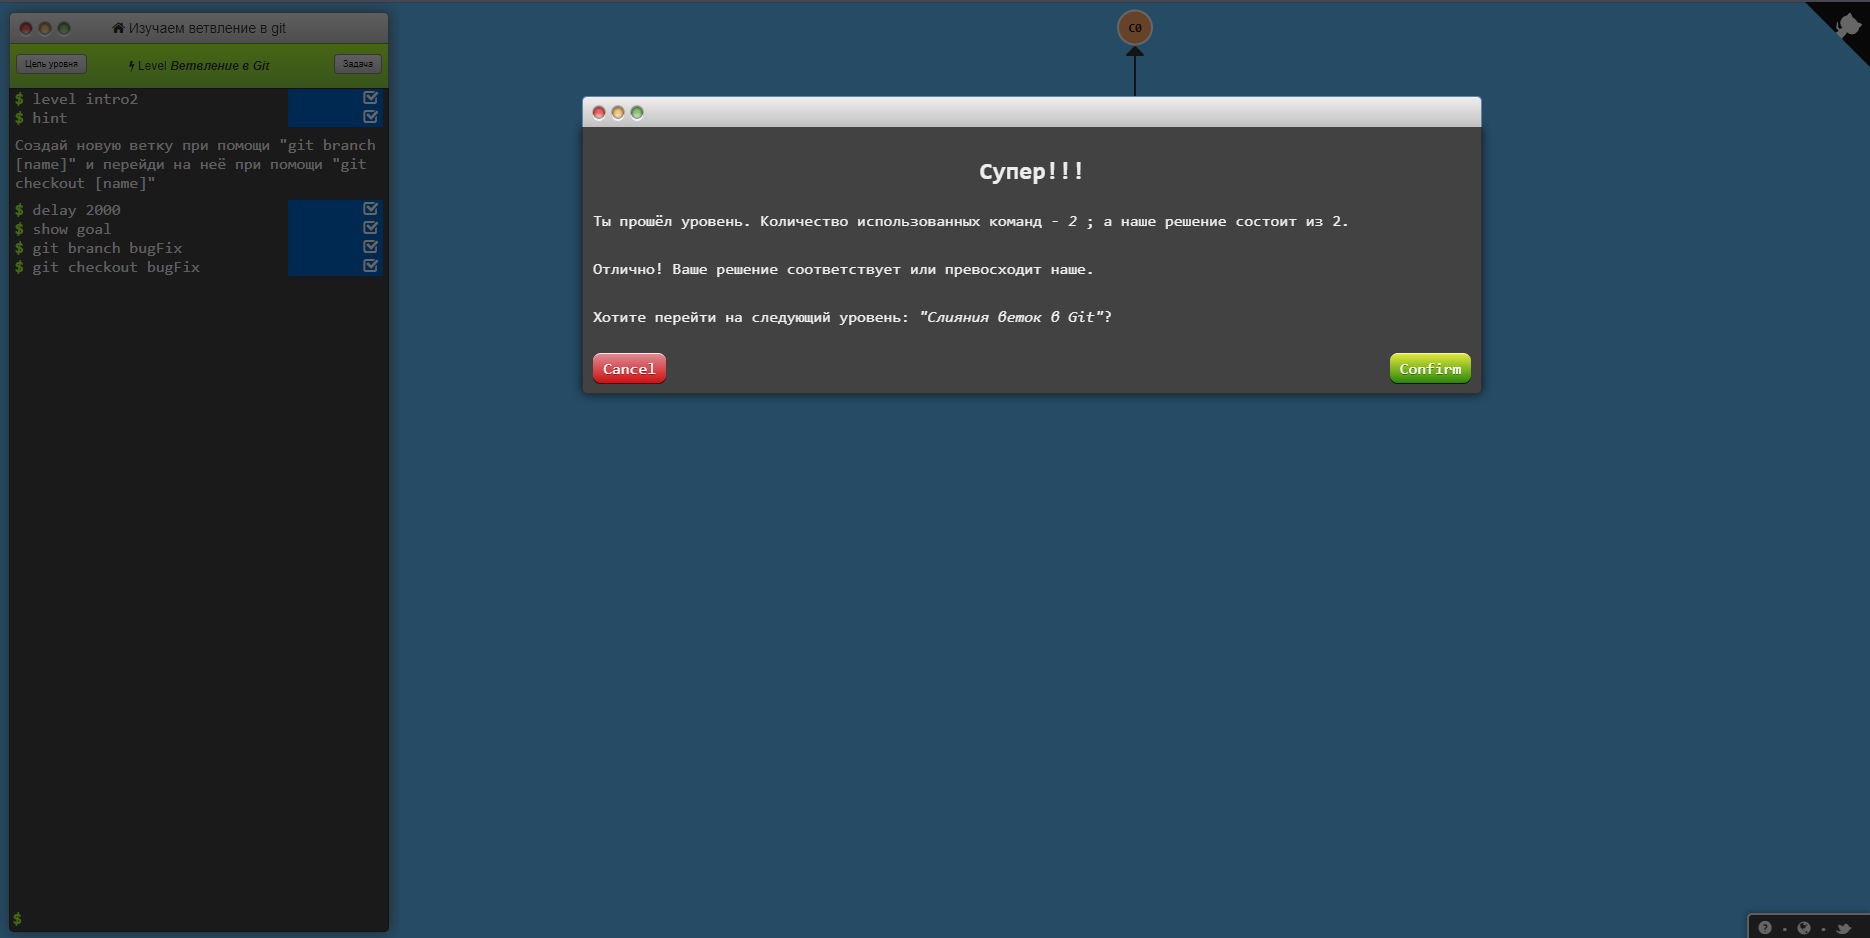 Изучаем ветвление в git
Цель уровня
Level Ветвление в Git
Задача
$ level intro2
$ hint
Создай новую ветку при помощи "git branch
[name]" и перейди на неё при помощи "git
checkout [name]"
$ delay 2000
$ show goal
$ git branch bugFix
$ git checkout bugFix
$
C0
Супер!!!
Ты прошёл уровень. Количество использованных команд - 2 ; а наше решение состоит из 2.
Отлично! Ваше решение соответствует или превосходит наше.
Хотите перейти на следующий уровень: "Слияния веток в Git"?
Cancel
Confirm